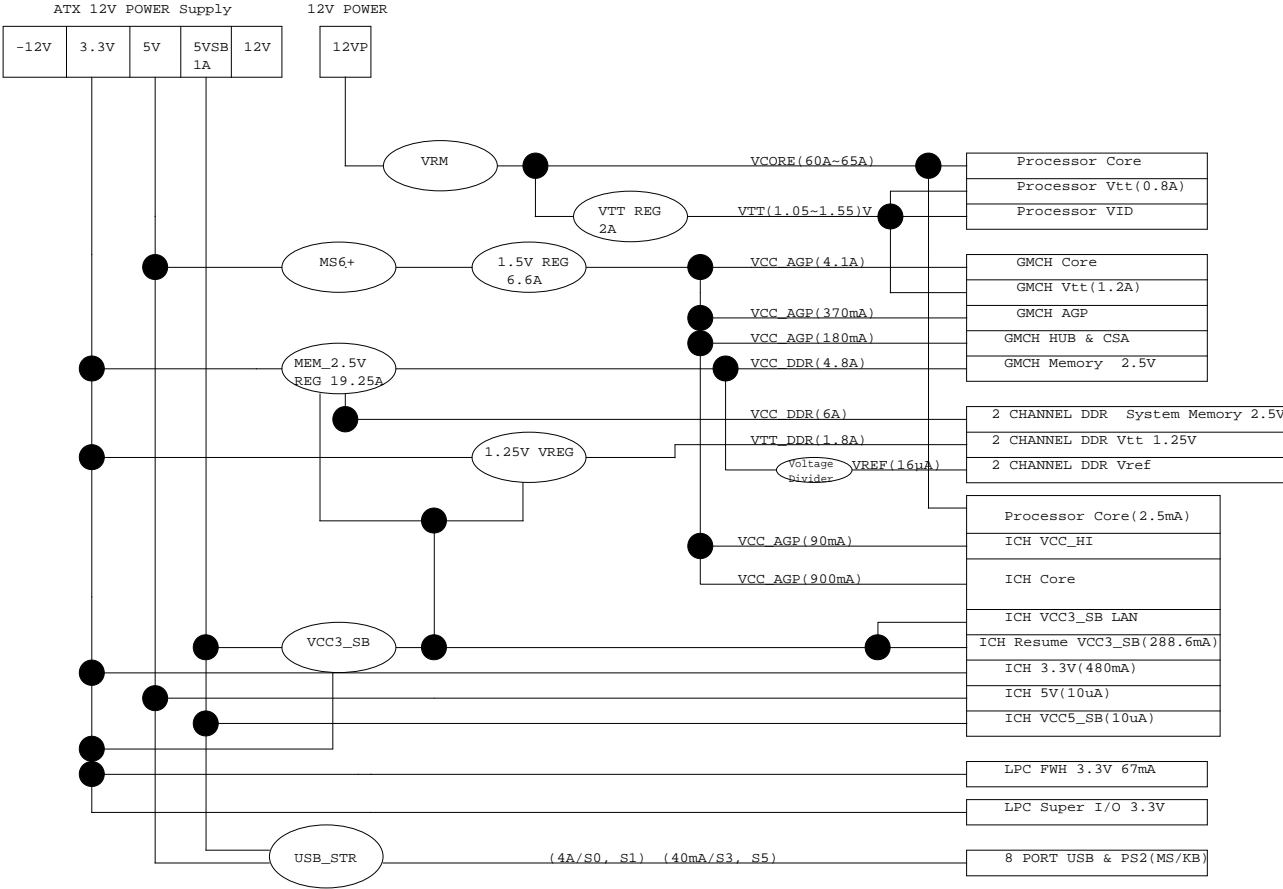 ATX 12V POWER Supply
12V POWER
-12V
3.3V
5V
5VSB
1A
12V
12VP
VRM
VCORE(60A~65A)
Processor Core
Processor Vtt(0.8A)
VTT REG
2A
VTT(1.05~1.55)V
Processor VID
MS6+
1.5V REG
6.6A
VCC_AGP(4.1A)
GMCH Core
GMCH Vtt(1.2A)
VCC_AGP(370mA)
GMCH AGP
VCC_AGP(180mA)
GMCH HUB & CSA
MEM_2.5V
REG 19.25A
VCC_DDR(4.8A)
GMCH Memory 2.5V
VCC_DDR(6A)
2 CHANNEL DDR System Memory 2.5V
1.25V VREG
VTT_DDR(1.8A)
2 CHANNEL DDR Vtt 1.25V
Voltage
Divider
VREF(16µA)
2 CHANNEL DDR Vref
Processor Core(2.5mA)
VCC_AGP(90mA)
ICH VCC_HI
VCC_AGP(900mA)
ICH Core
ICH VCC3_SB LAN
VCC3_SB
ICH Resume VCC3_SB(288.6mA)
ICH 3.3V(480mA)
ICH 5V(10uA)
ICH VCC5_SB(10uA)
LPC FWH 3.3V 67mA
LPC Super I/O 3.3V
USB_STR
(4A/S0, S1) (40mA/S3, S5)
8 PORT USB & PS2(MS/KB)